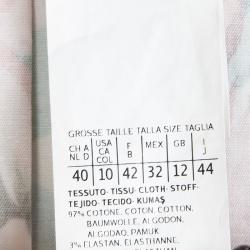 GROSSE TAILLE TALLA SIZE TAGLIA
CH A USA F MEX GB I
NL D CA B J
COL
40 10 42 32 12 44
TESSUTO-TISSU-CLOTH-STOFF-
TEJIDO-TECIDO-KUMAŞ
97% COTONE, COTON, COTTON,
BAUMWOLLE, ALGODON,
ALGODAO, PAMUK
3% ELASTAN, ELASTHANNE,